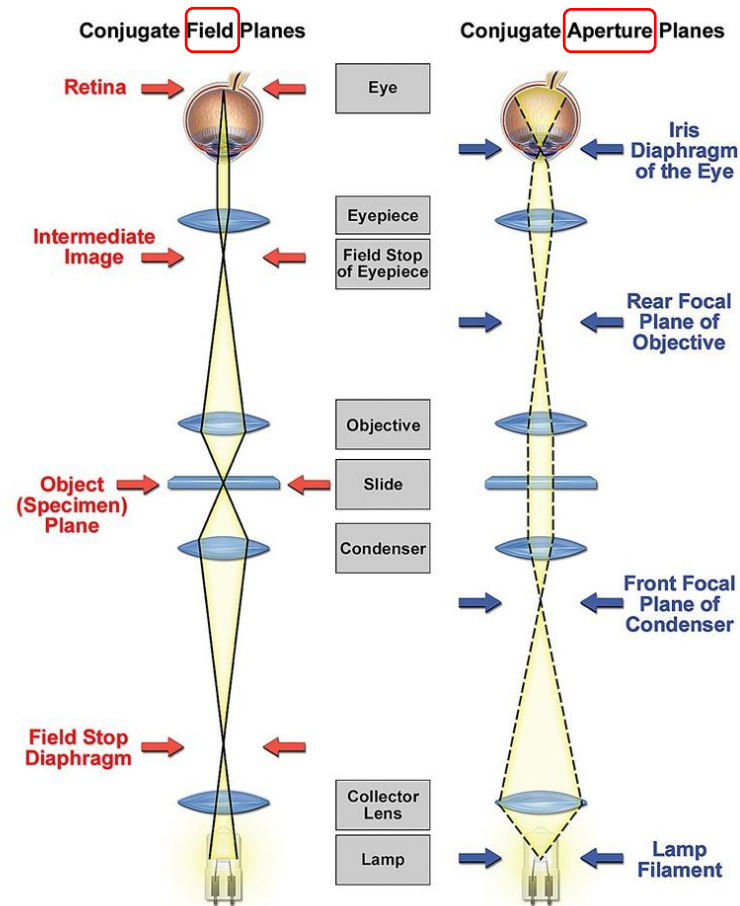 Conjugate Field Planes
Conjugate Aperture Planes
Retina
Eye
Iris
Diaphragm
of the Eye
Eyepiece
Intermediate
Image
Field Stop
of Eyepiece
Rear Focal
Plane of
Objective
Objective
Object
(Specimen)
Plane
Slide
Condenser
Front Focal
Plane of
Condenser
Field Stop
Diaphragm
Collector
Lens
Lamp
Lamp
Filament